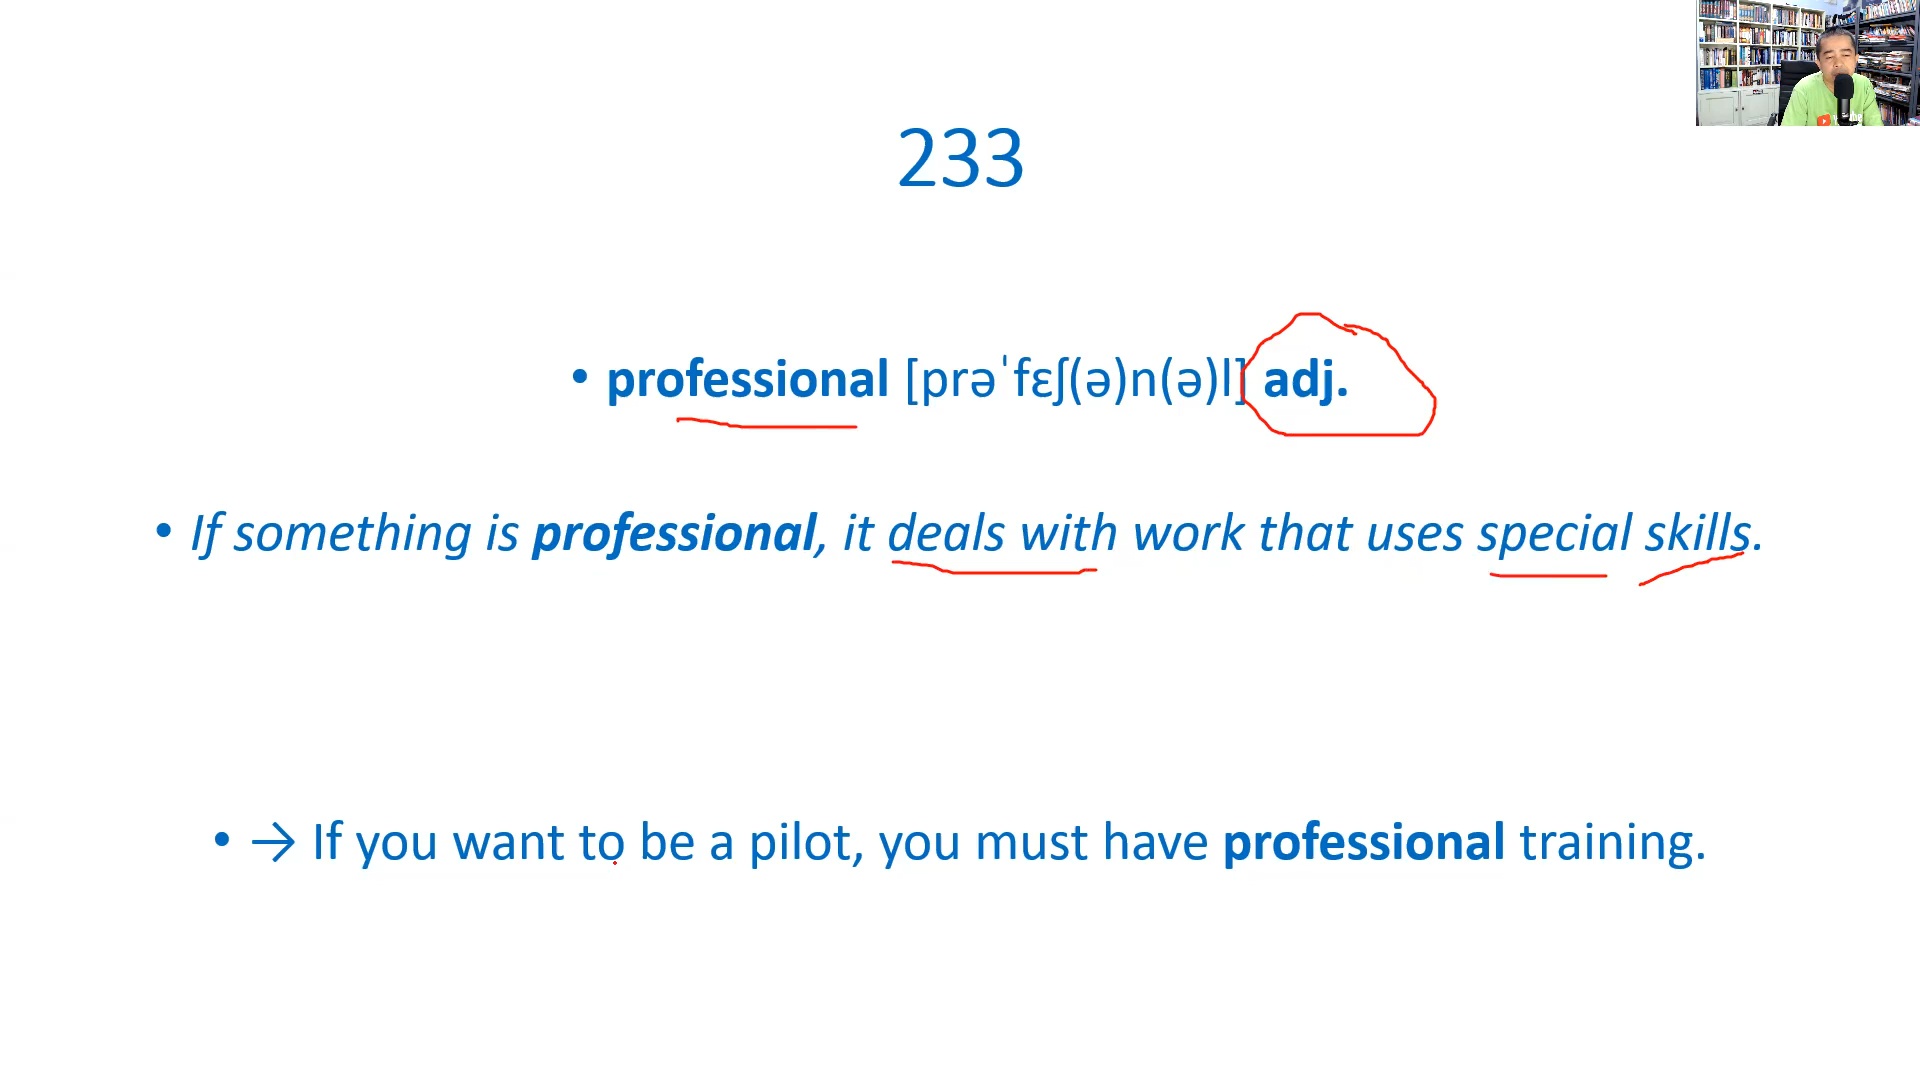 233
• professional [prəˈfɛʃ(ə)n(ə)l] adj.
• If something is professional, it deals with work that uses special skills.
• → If you want to be a pilot, you must have professional training.